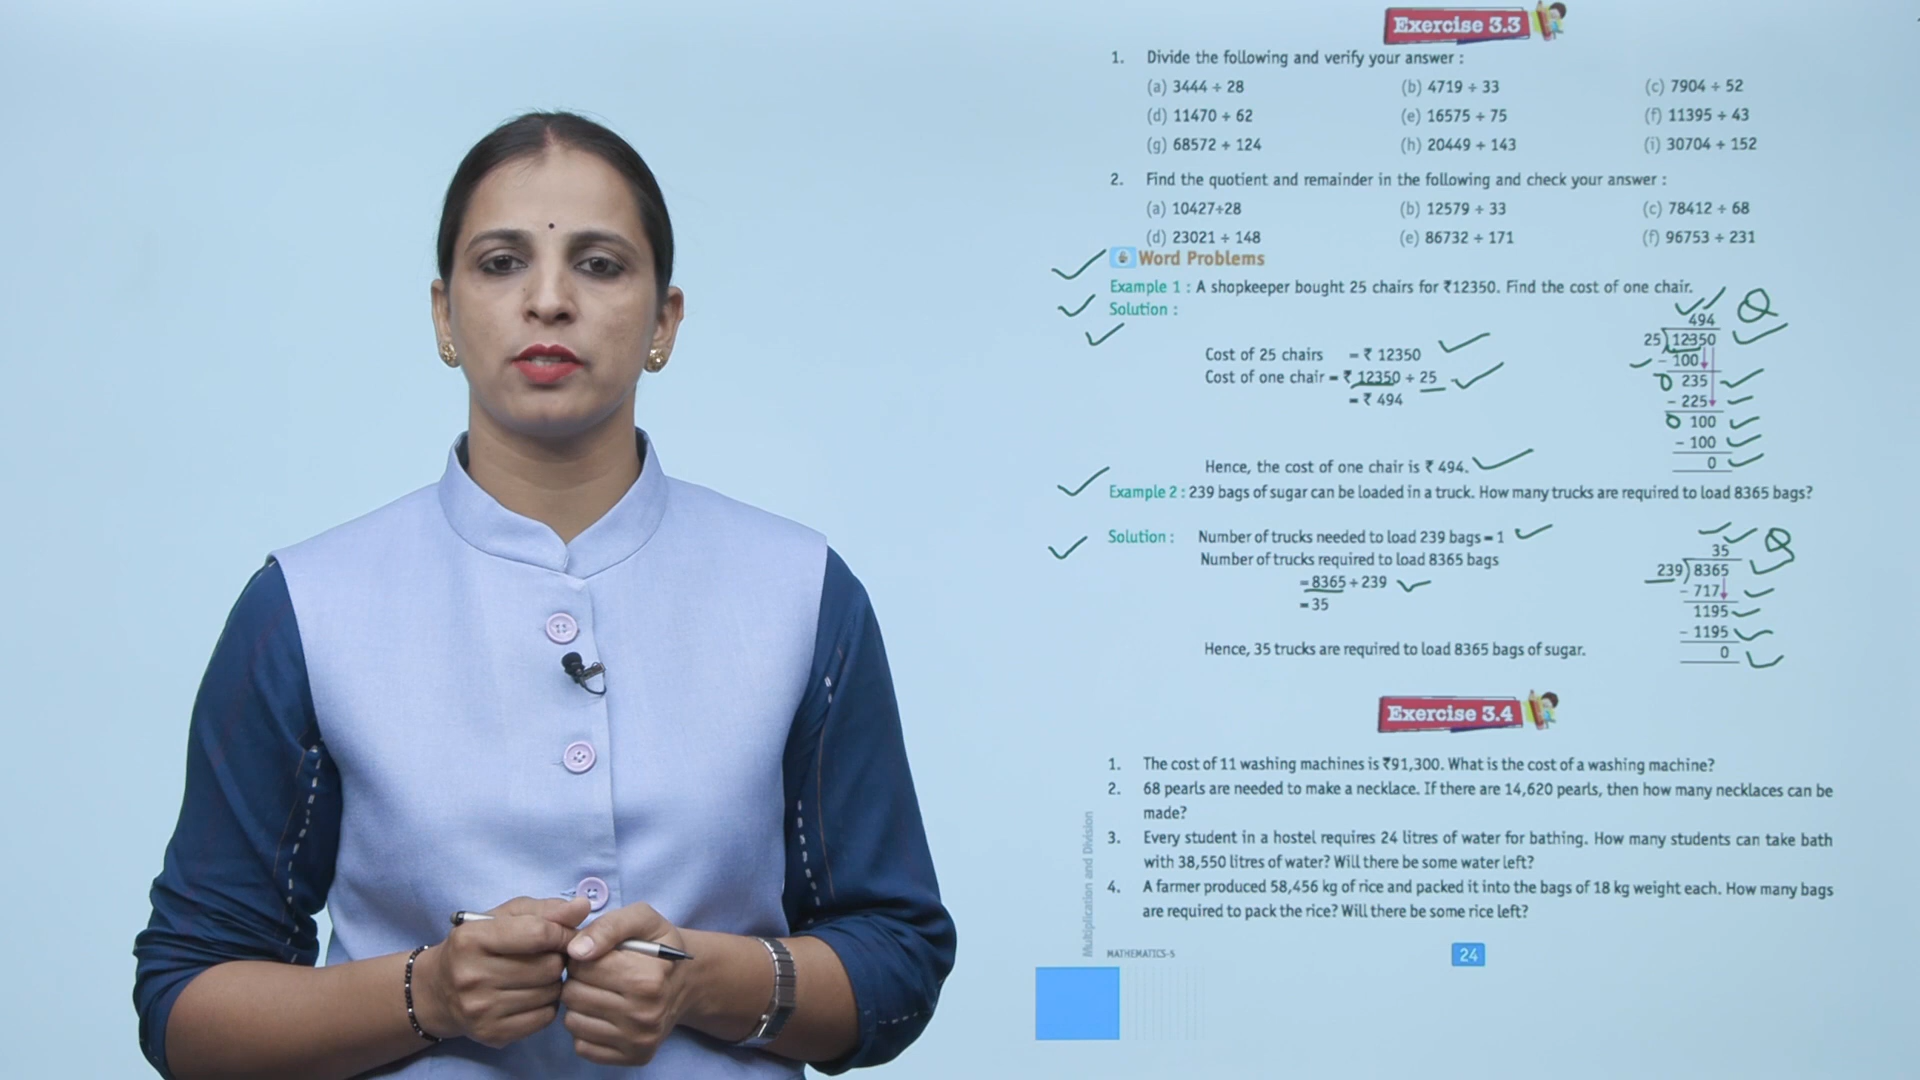 Exercise 3.3
1. Divide the following and verify your answer :
(a) 3444 ÷ 28 (b) 4719 ÷ 33 (c) 7904 ÷ 52
(d) 11470 ÷ 62 (e) 16575 ÷ 75 (f) 11395 ÷ 43
(g) 68572 ÷ 124 (h) 20449 ÷ 143 (i) 30704 ÷ 152
2. Find the quotient and remainder in the following and check your answer :
(a) 10427÷28 (b) 12579 ÷ 33 (c) 78412 ÷ 68
(d) 23021 ÷ 148 (e) 86732 ÷ 171 (f) 96753 ÷ 231
Word Problems
Example 1 : A shopkeeper bought 25 chairs for ₹12350. Find the cost of one chair.
Solution :
Cost of 25 chairs = ₹ 12350
Cost of one chair = ₹ 12350 ÷ 25
= ₹ 494
Hence, the cost of one chair is ₹ 494.
494 Q
25)12350
- 100
0 235
- 225
0 100
- 100
0
Example 2 : 239 bags of sugar can be loaded in a truck. How many trucks are required to load 8365 bags?
Solution : Number of trucks needed to load 239 bags = 1
Number of trucks required to load 8365 bags
= 8365 ÷ 239
= 35
Hence, 35 trucks are required to load 8365 bags of sugar.
35 Q
239)8365
- 717
1195
- 1195
0
Exercise 3.4
1. The cost of 11 washing machines is ₹91,300. What is the cost of a washing machine?
2. 68 pearls are needed to make a necklace. If there are 14,620 pearls, then how many necklaces can be
made?
3. Every student in a hostel requires 24 litres of water for bathing. How many students can take bath
with 38,550 litres of water? Will there be some water left?
4. A farmer produced 58,456 kg of rice and packed it into the bags of 18 kg weight each. How many bags
are required to pack the rice? Will there be some rice left?
Multiplication and Division
MATHEMATICS-5
24